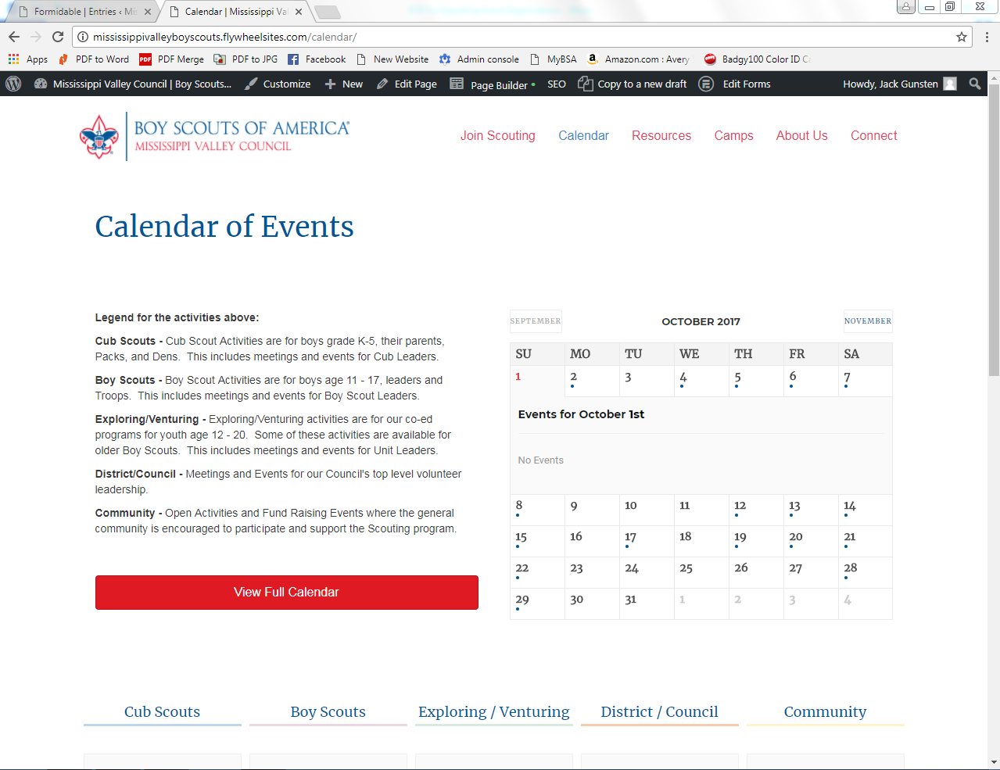 Formidable | Entries ‹ Mis
Calendar | Mississippi Va
mississippivalleyboyscouts.flywheelsites.com/calendar/
Apps PDF to Word PDF PDF Merge PDF to JPG Facebook New Website Admin console MyBSA Amazon.com : Avery Badgy100 Color ID C
Mississippi Valley Council | Boy Scouts... Customize New Edit Page Page Builder SEO Copy to a new draft Edit Forms Howdy, Jack Gunsten
BOY SCOUTS OF AMERICA®
MISSISSIPPI VALLEY COUNCIL
Join Scouting Calendar Resources Camps About Us Connect
Calendar of Events
Legend for the activities above:
Cub Scouts - Cub Scout Activities are for boys grade K-5, their parents,
Packs, and Dens. This includes meetings and events for Cub Leaders.
Boy Scouts - Boy Scout Activities are for boys age 11 - 17, leaders and
Troops. This includes meetings and events for Boy Scout Leaders.
Exploring/Venturing - Exploring/Venturing activities are for our co-ed
programs for youth age 12 - 20. Some of these activities are available for
older Boy Scouts. This includes meetings and events for Unit Leaders.
District/Council - Meetings and Events for our Council's top level volunteer
leadership.
Community - Open Activities and Fund Raising Events where the general
community is encouraged to participate and support the Scouting program.
View Full Calendar
SEPTEMBER OCTOBER 2017 NOVEMBER
SU MO TU WE TH FR SA
1 2 3 4 5 6 7
Events for October 1st
No Events
8 9 10 11 12 13 14
15 16 17 18 19 20 21
22 23 24 25 26 27 28
29 30 31 1 2 3 4
Cub Scouts Boy Scouts Exploring / Venturing District / Council Community